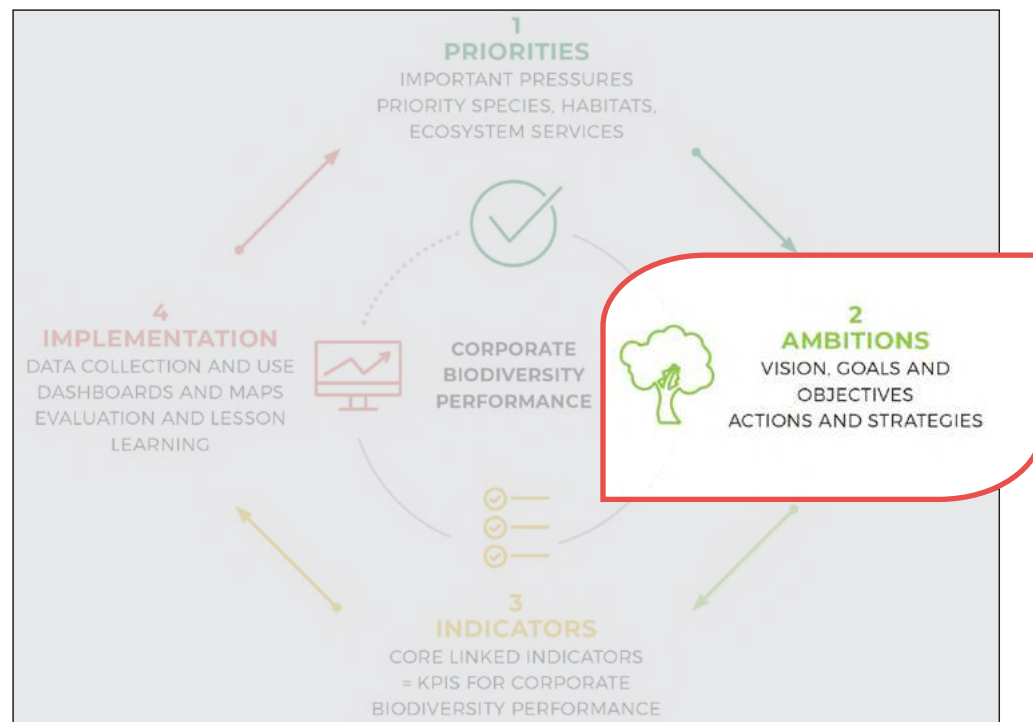 1
PRIORITIES
IMPORTANT PRESSURES
PRIORITY SPECIES, HABITATS,
ECOSYSTEM SERVICES
2
AMBITIONS
VISION, GOALS AND
OBJECTIVES
ACTIONS AND STRATEGIES
CORPORATE
BIODIVERSITY
PERFORMANCE
4
IMPLEMENTATION
DATA COLLECTION AND USE
DASHBOARDS AND MAPS
EVALUATION AND LESSON
LEARNING
3
INDICATORS
CORE LINKED INDICATORS
= KPIS FOR CORPORATE
BIODIVERSITY PERFORMANCE